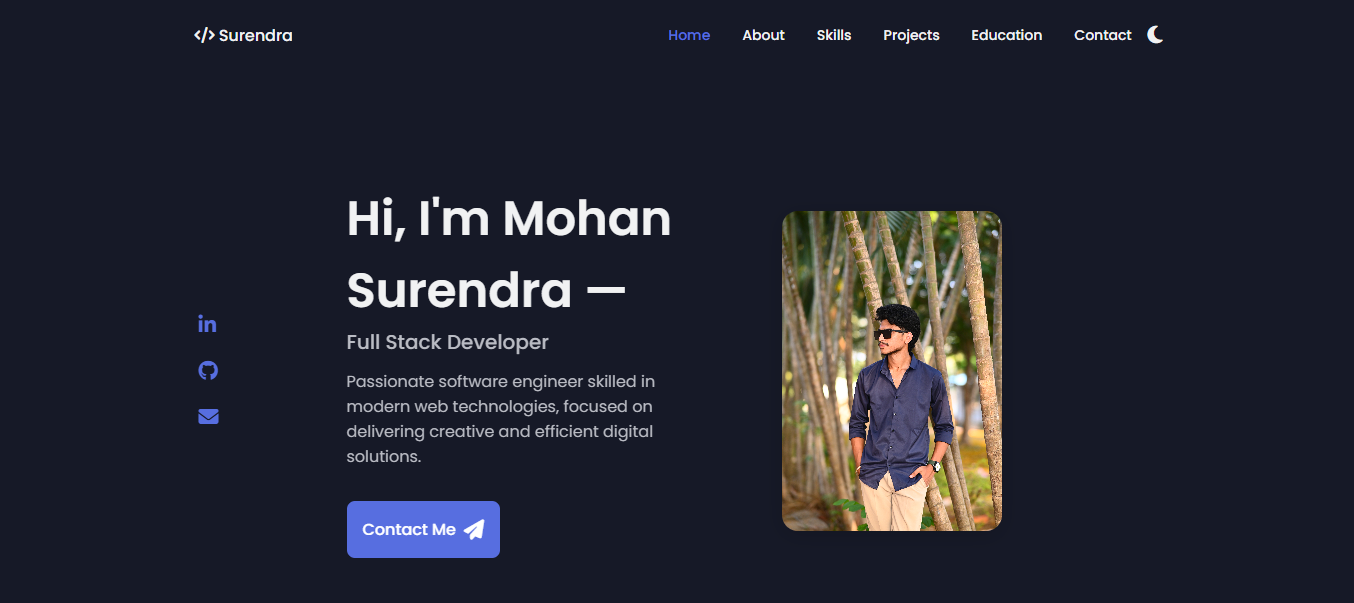 </> Surendra
Home About Skills Projects Education Contact
Hi, I'm Mohan
Surendra —
Full Stack Developer
Passionate software engineer skilled in
modern web technologies, focused on
delivering creative and efficient digital
solutions.
in
Contact Me